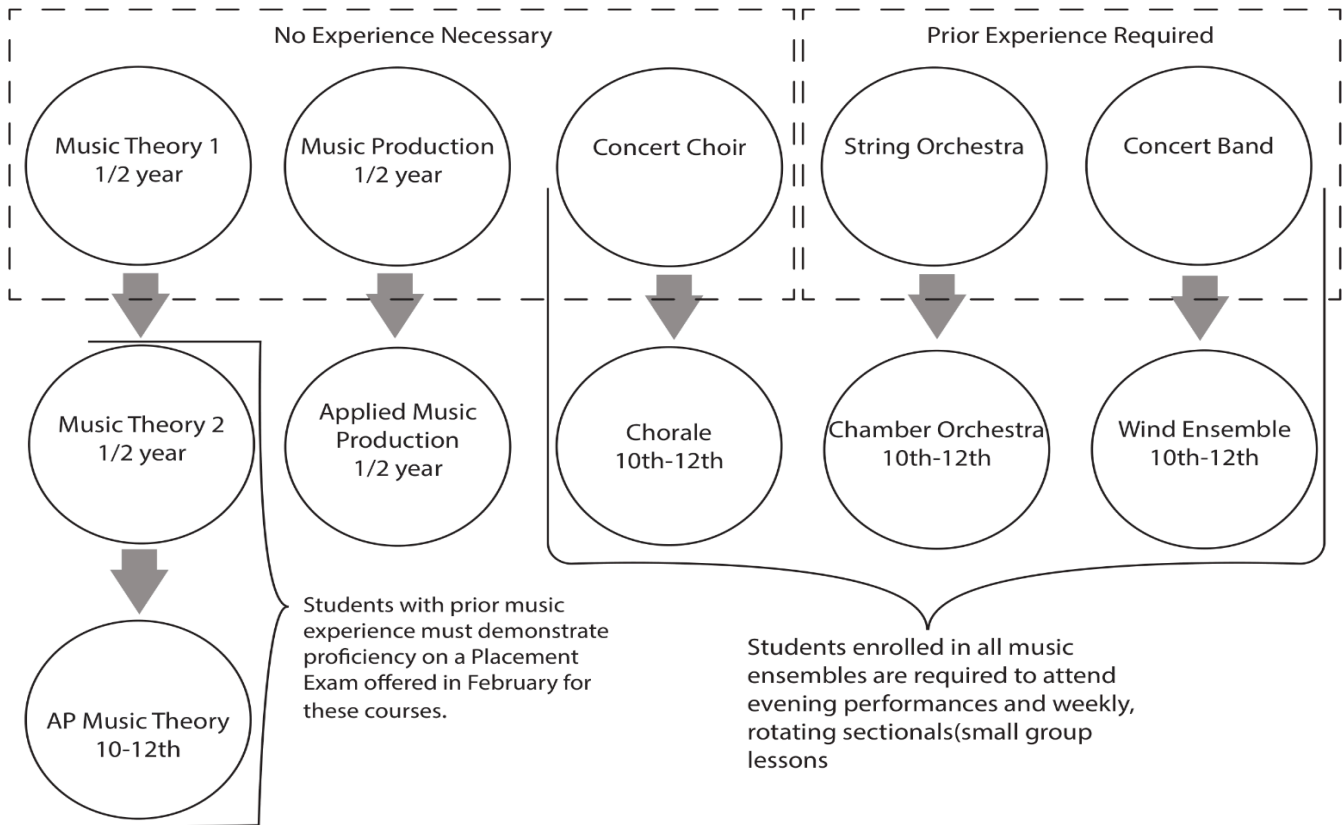 No Experience Necessary
Prior Experience Required
Music Theory 1
1/2 year
Music Production
1/2 year
Concert Choir
String Orchestra
Concert Band
Music Theory 2
1/2 year
Applied Music
Production
1/2 year
Chorale
10th-12th
Chamber Orchestra
10th-12th
Wind Ensemble
10th-12th
Students with prior music
experience must demonstrate
proficiency on a Placement
Exam offered in February for
these courses.
Students enrolled in all music
ensembles are required to attend
evening performances and weekly,
rotating sectionals(small group
lessons
AP Music Theory
10-12th